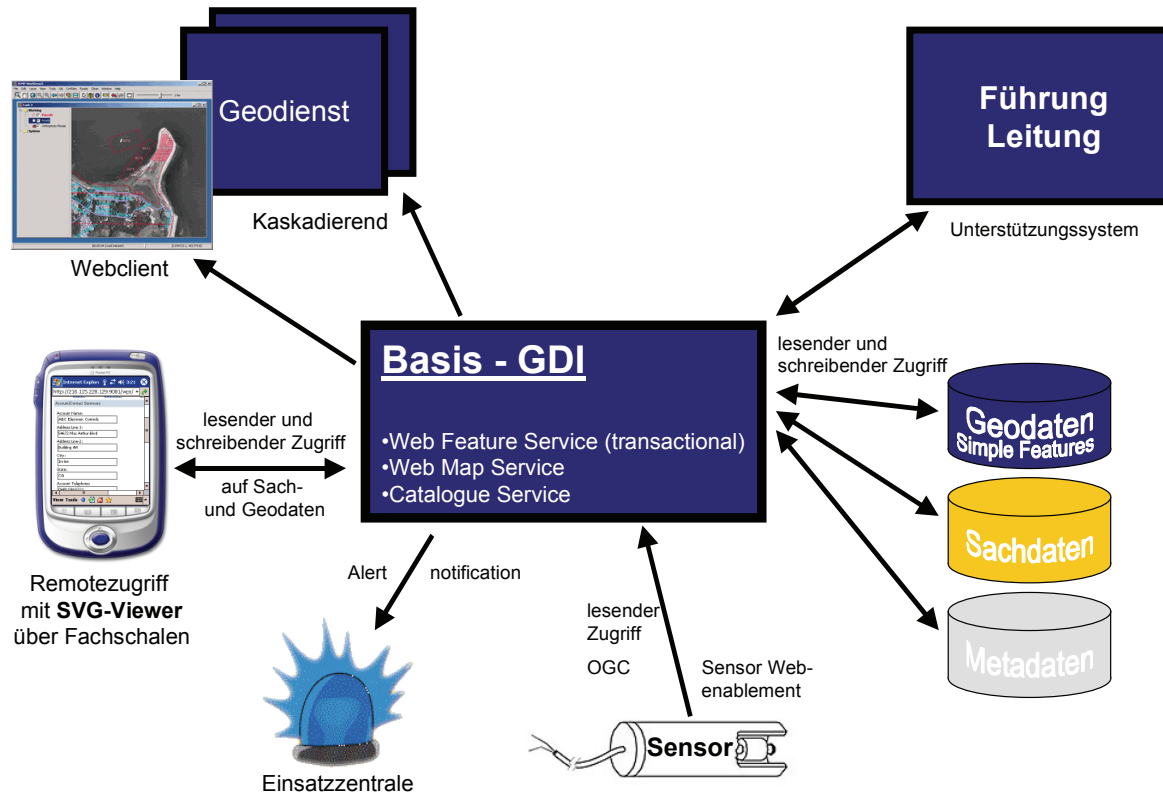 Geodienst
Führung
Leitung
Kaskadierend
Webclient
Unterstützungssystem
Basis - GDI
•Web Feature Service (transactional)
•Web Map Service
•Catalogue Service
lesender und
schreibender Zugriff
Geodaten
Simple Features
Sachdaten
Metadaten
lesender und
schreibender Zugriff
auf Sach-
und Geodaten
Remotezugriff
mit SVG-Viewer
über Fachschalen
Alert notification
Einsatzzentrale
lesender
Zugriff
OGC
Sensor Web-
enablement
Sensor